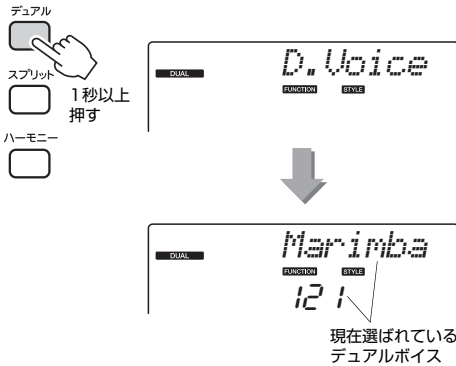 デュアル
スプリット
1秒以上
押す
ハーモニー
DUAL
D.Voice
FUNCTION STYLE
DUAL
Marimba
FUNCTION STYLE
121
現在選ばれている
デュアルボイス